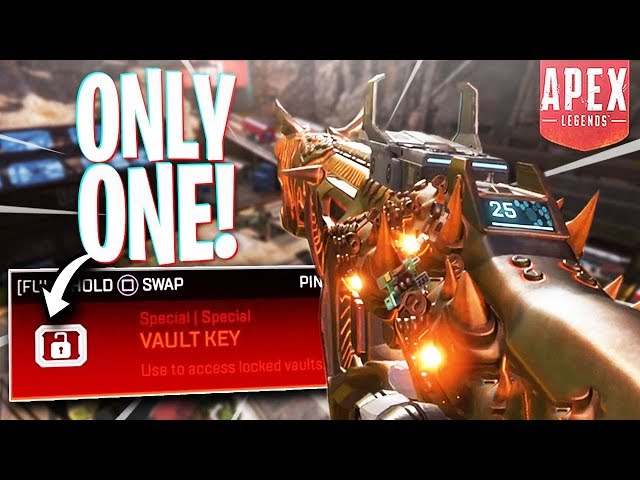 ONLY
ONE!
APEX
LEGENDS
25
HOLD SWAP
Special | Special
VAULT KEY
Use to access locked vaults